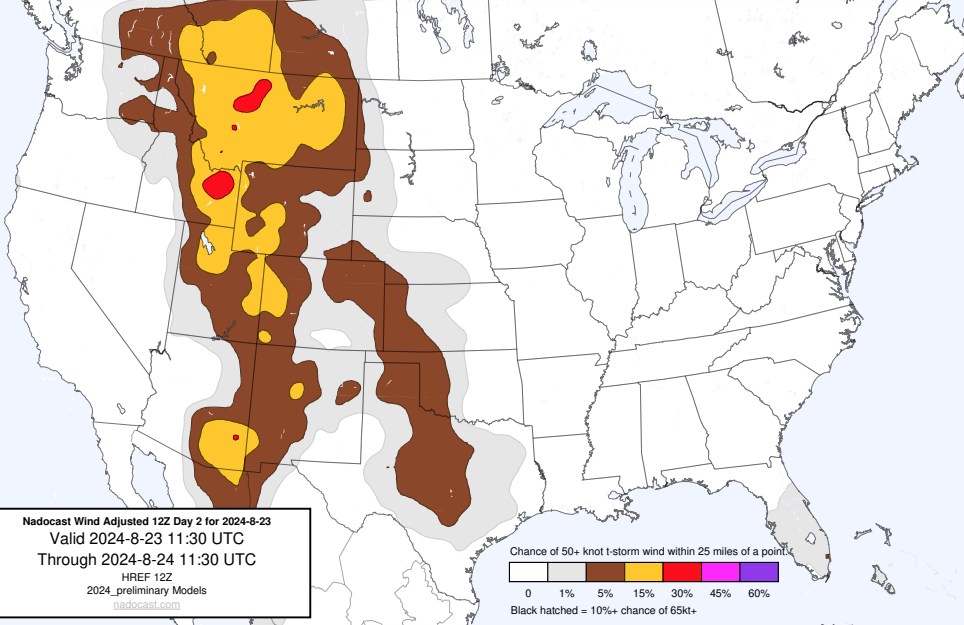 Nadocast Wind Adjusted 12Z Day 2 for 2024-8-23
Valid 2024-8-23 11:30 UTC
Through 2024-8-24 11:30 UTC
HREF 12Z
2024_preliminary Models
nadocast.com
Chance of 50+ knot t-storm wind within 25 miles of a point.
0 1% 5% 15% 30% 45% 60%
Black hatched = 10%+ chance of 65kt+